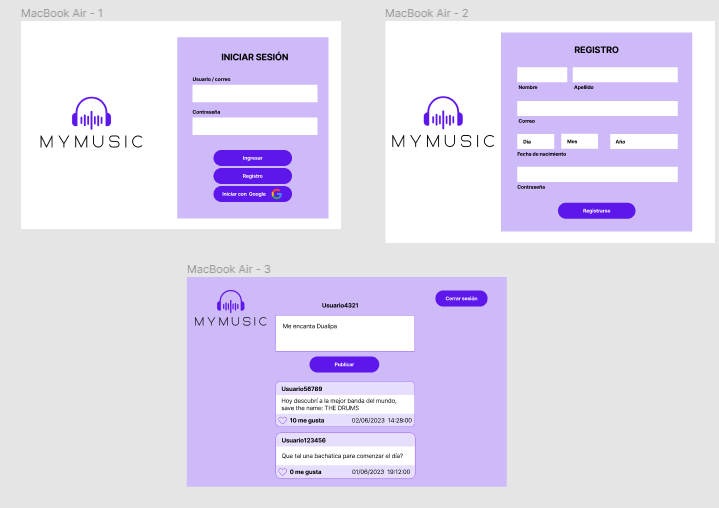 MacBook Air - 1
MYMUSIC
INICIAR SESIÓN
Usuario / correo
Contraseña
Ingresar
Registro
Iniciar con Google
MacBook Air - 2
MYMUSIC
REGISTRO
Nombre Apellido
Correo
Día Mes Año
Fecha de nacimiento
Contraseña
Registrarse
MacBook Air - 3
MYMUSIC
Usuario4321
Cerrar sesión
Me encanta Dualipa
Publicar
Usuario56789
Hoy descubrí a la mejor banda del mundo,
save the name: THE DRUMS
10 me gusta 02/06/2023 14:28:00
Usuario123456
Que tal una bachatica para comenzar el día?
0 me gusta 01/06/2023 19:12:00